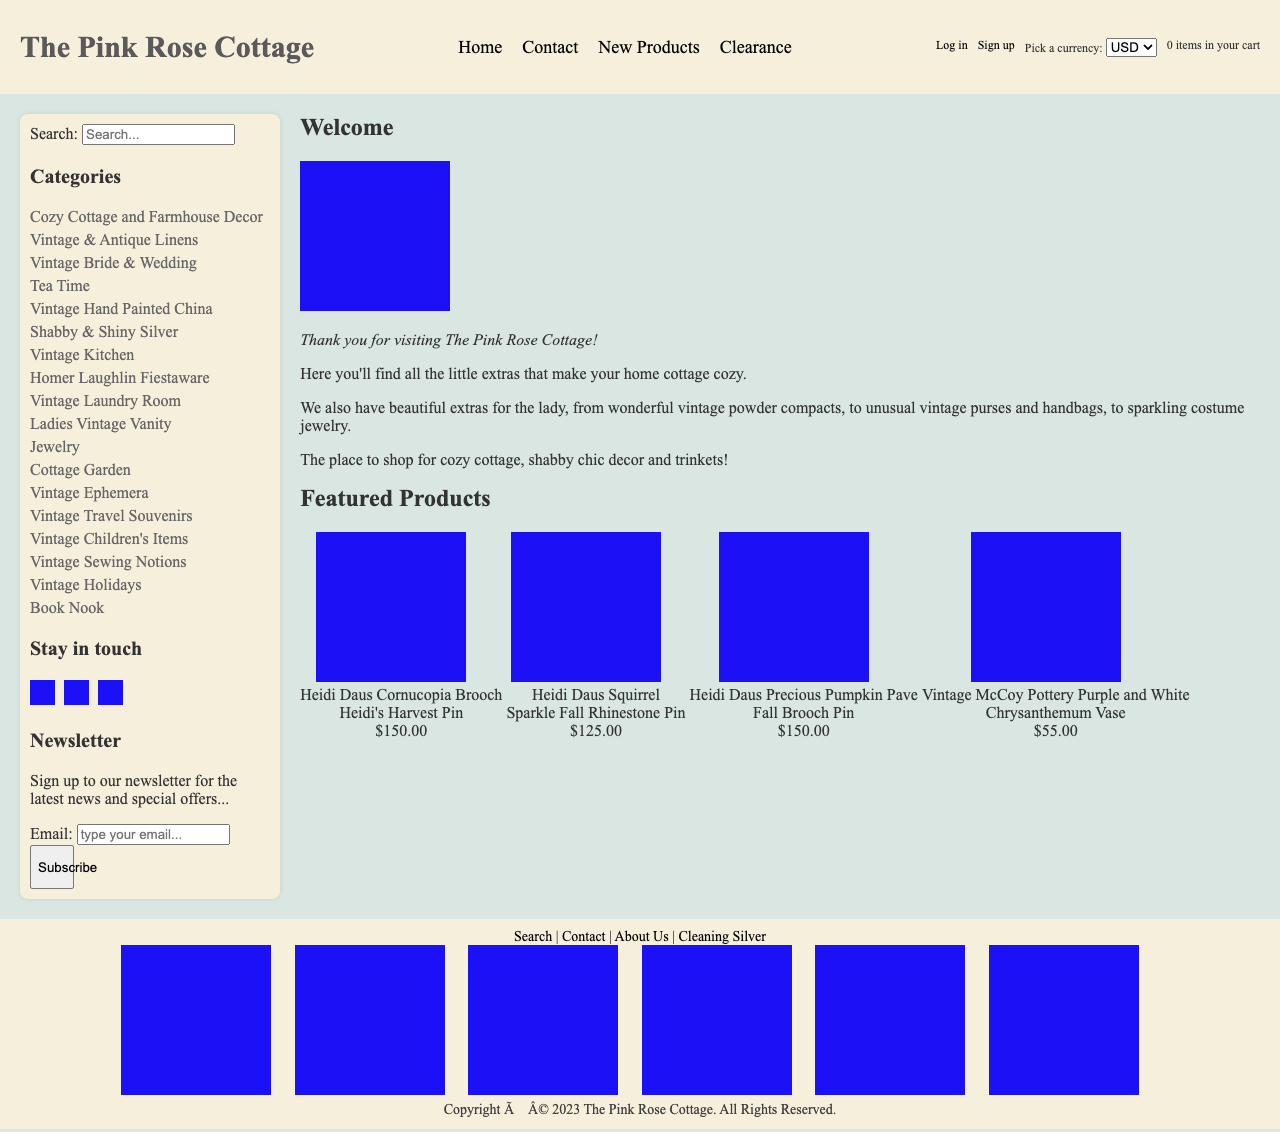 The Pink Rose Cottage
Home Contact New Products Clearance
Log in Sign up Pick a currency: USD 0 items in your cart
Search: Search...
Categories
Cozy Cottage and Farmhouse Decor
Vintage & Antique Linens
Vintage Bride & Wedding
Tea Time
Vintage Hand Painted China
Shabby & Shiny Silver
Vintage Kitchen
Homer Laughlin Fiestaware
Vintage Laundry Room
Ladies Vintage Vanity
Jewelry
Cottage Garden
Vintage Ephemera
Vintage Travel Souvenirs
Vintage Children's Items
Vintage Sewing Notions
Vintage Holidays
Book Nook
Stay in touch
Newsletter
Sign up to our newsletter for the
latest news and special offers...
Email: type your email...
Subscribe
Welcome
Thank you for visiting The Pink Rose Cottage!
Here you'll find all the little extras that make your home cottage cozy.
We also have beautiful extras for the lady, from wonderful vintage powder compacts, to unusual vintage purses and handbags, to sparkling costume
jewelry.
The place to shop for cozy cottage, shabby chic decor and trinkets!
Featured Products
Heidi Daus Cornucopia Brooch
Heidi's Harvest Pin
$150.00
Heidi Daus Squirrel
Sparkle Fall Rhinestone Pin
$125.00
Heidi Daus Precious Pumpkin Pave
Fall Brooch Pin
$150.00
Vintage McCoy Pottery Purple and White
Chrysanthemum Vase
$55.00
Search | Contact | About Us | Cleaning Silver
Copyright Ã Â© 2023 The Pink Rose Cottage. All Rights Reserved.